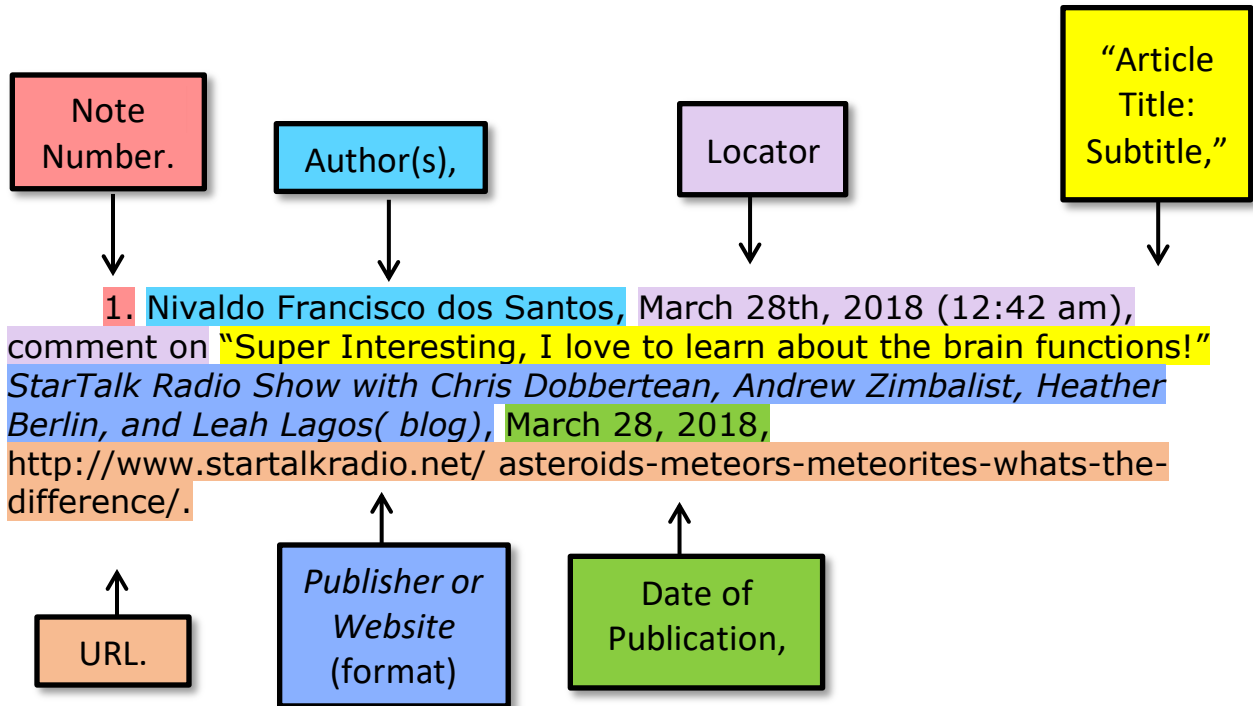 Note
Number.
Author(s),
Locator
“Article
Title:
Subtitle,”
1. Nivaldo Francisco dos Santos, March 28th, 2018 (12:42 am),
comment on “Super Interesting, I love to learn about the brain functions!”
StarTalk Radio Show with Chris Dobbertean, Andrew Zimbalist, Heather
Berlin, and Leah Lagos( blog), March 28, 2018,
http://www.startalkradio.net/ asteroids-meteors-meteorites-whats-the-
difference/.
URL.
Publisher or
Website
(format)
Date of
Publication,